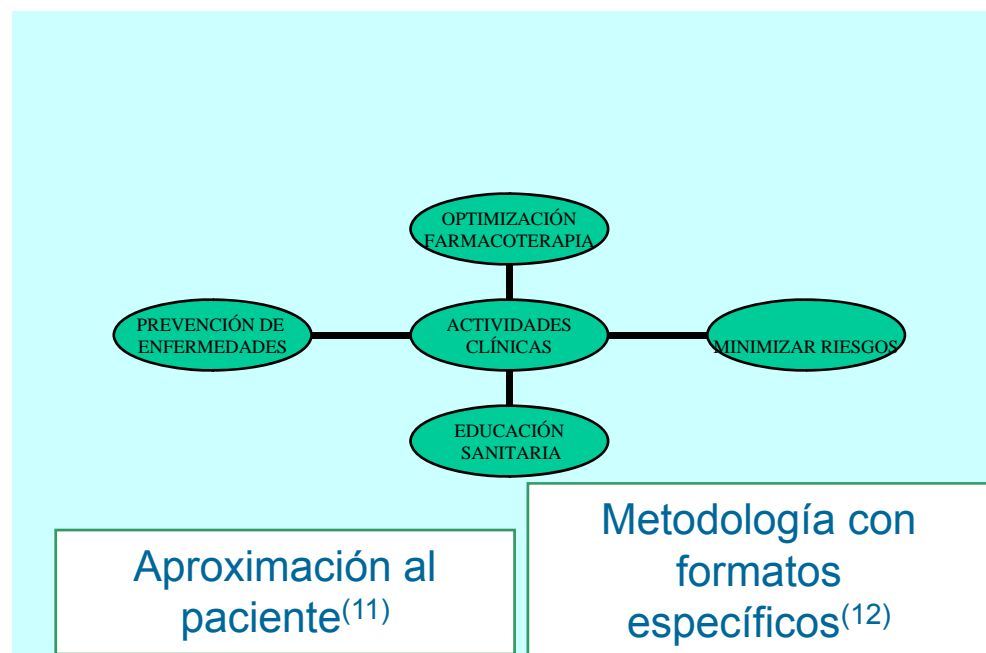 OPTIMIZACIÓN
FARMACOTERAPIA
PREVENCIÓN DE
ENFERMEDADES
ACTIVIDADES
CLÍNICAS
MINIMIZAR RIESGOS
EDUCACIÓN
SANITARIA
Aproximación al
paciente(11)
Metodología con
formatos
específicos(12)